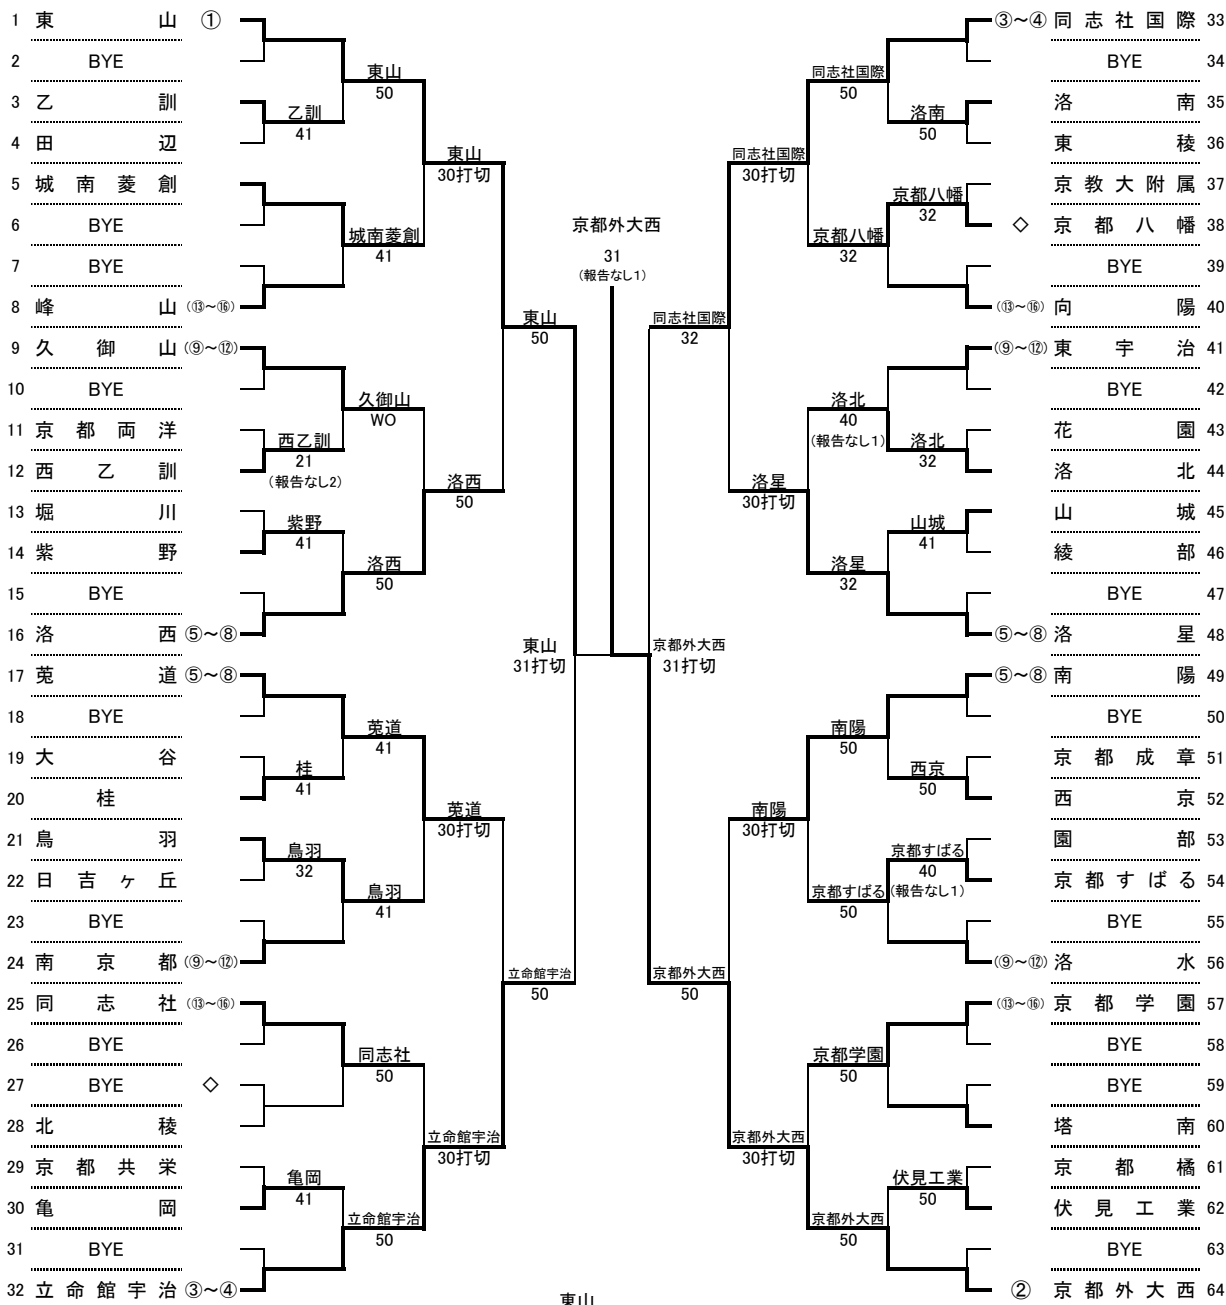 1 東山 ①
2 BYE
3 乙訓
4 田辺
5 城南菱創
6 BYE
7 BYE
8 峰山 (⑬～⑯)
9 久御山 (⑨～⑫)
10 BYE
11 京都両洋
12 西乙訓
13 堀川
14 紫野
15 BYE
16 洛西 ⑤～⑧
17 莵道 ⑤～⑧
18 BYE
19 大谷
20 桂
21 鳥羽
22 日吉ヶ丘
23 BYE
24 南京都 (⑨～⑫)
25 同志社 (⑬～⑯)
26 BYE
27 BYE ◇
28 北稜
29 京都共栄
30 亀岡
31 BYE
32 立命館宇治 ③～④
乙訓
41
西乙訓
21
(報告なし2)
紫野
41
桂
41
鳥羽
32
亀岡
41
東山
50
城南菱創
41
久御山
WO
洛西
50
莵道
41
鳥羽
41
同志社
50
立命館宇治
50
東山
30打切
洛西
50
莵道
30打切
立命館宇治
30打切
東山
50
立命館宇治
50
東山
31打切
京都外大西
31
(報告なし1)
京都外大西
31打切
同志社国際
32
京都外大西
50
同志社国際
30打切
洛星
30打切
南陽
30打切
京都外大西
30打切
同志社国際
50
京都八幡
32
洛北
40
(報告なし1)
洛星
32
南陽
50
京都すばる
50
京都学園
50
京都外大西
50
洛南
50
京都八幡
32
洛北
32
山城
41
西京
50
京都すばる
40
(報告なし1)
伏見工業
50
③～④ 同志社国際 33
BYE 34
洛南 35
東稜 36
京教大附属 37
◇ 京都八幡 38
BYE 39
(⑬～⑯) 向陽 40
(⑨～⑫) 東宇治 41
BYE 42
花園 43
洛北 44
山城 45
綾部 46
BYE 47
⑤～⑧ 洛星 48
⑤～⑧ 南陽 49
BYE 50
京都成章 51
西京 52
園部 53
京都すばる 54
BYE 55
(⑨～⑫) 洛水 56
(⑬～⑯) 京都学園 57
BYE 58
BYE 59
塔南 60
京都橘 61
伏見工業 62
BYE 63
② 京都外大西 64
東山